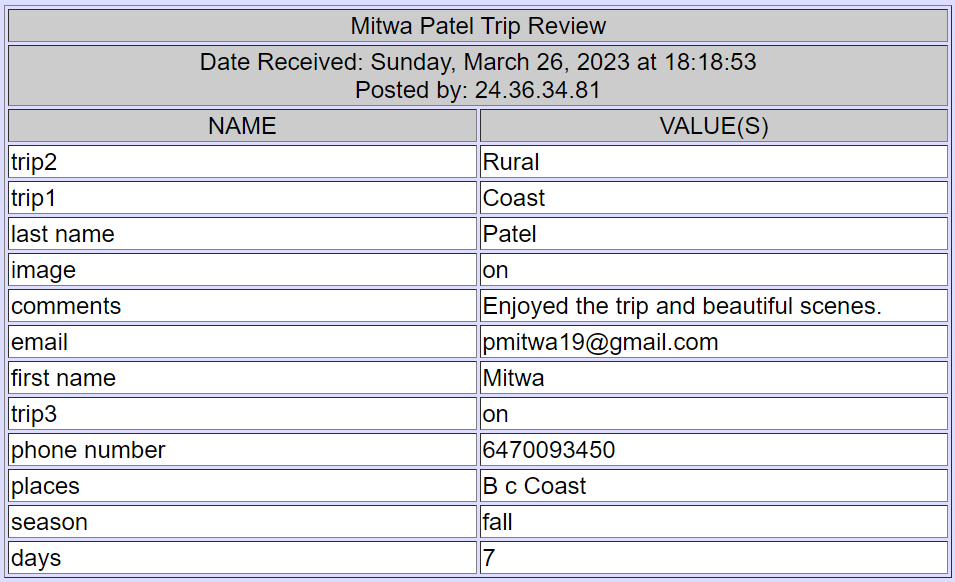 Mitwa Patel Trip Review
Date Received: Sunday, March 26, 2023 at 18:18:53
Posted by: 24.36.34.81
NAME VALUE(S)
trip2 Rural
trip1 Coast
last name Patel
image on
comments Enjoyed the trip and beautiful scenes.
email pmitwa19@gmail.com
first name Mitwa
trip3 on
phone number 6470093450
places B c Coast
season fall
days 7